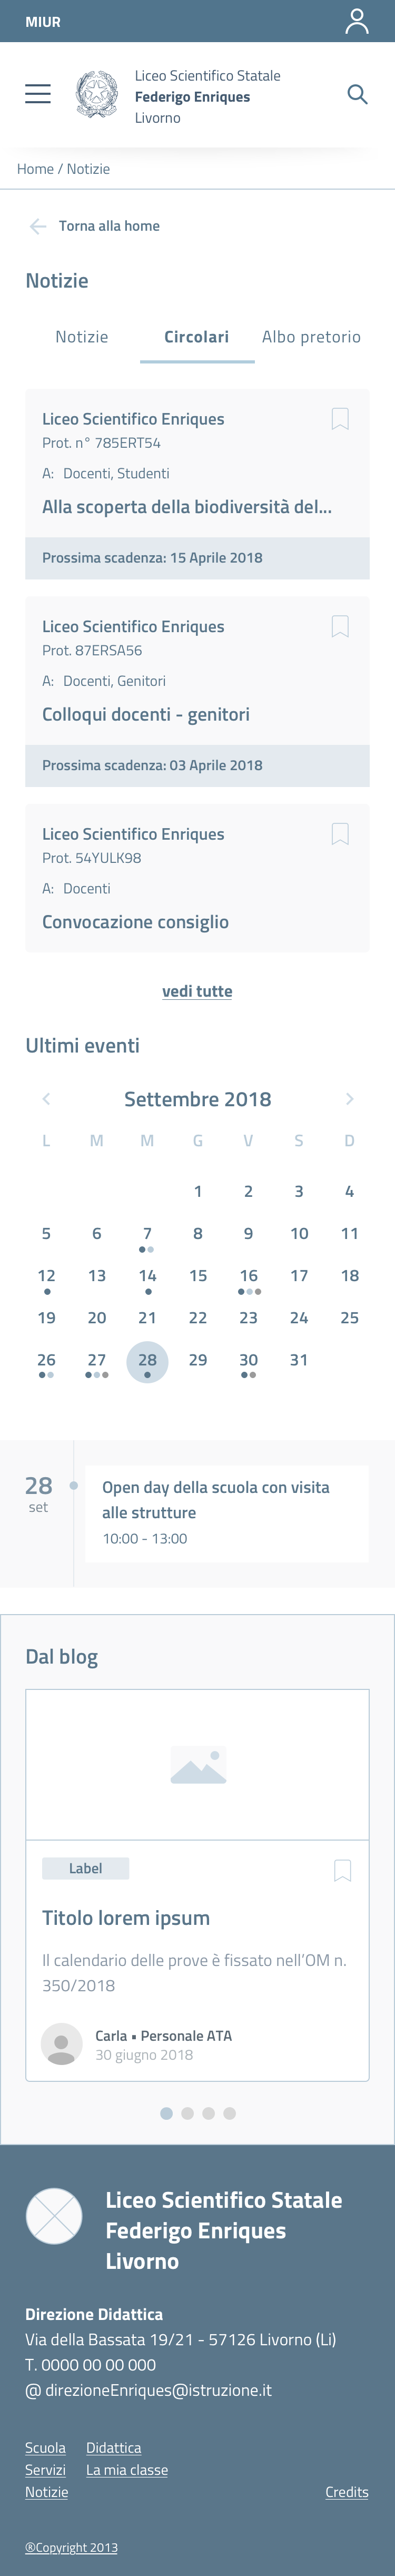 MIUR
Liceo Scientifico Statale
Federigo Enriques
Livorno
Home / Notizie
Torna alla home
Notizie
Notizie Circolari Albo pretorio
Liceo Scientifico Enriques
Prot. n° 785ERT54
A: Docenti, Studenti
Alla scoperta della biodiversità del...
Prossima scadenza: 15 Aprile 2018
Liceo Scientifico Enriques
Prot. 87ERSA56
A: Docenti, Genitori
Colloqui docenti - genitori
Prossima scadenza: 03 Aprile 2018
Liceo Scientifico Enriques
Prot. 54YULK98
A: Docenti
Convocazione consiglio
vedi tutte
Ultimi eventi
Settembre 2018
L M M G V S D
1 2 3 4
5 6 7 8 9 10 11
12 13 14 15 16 17 18
19 20 21 22 23 24 25
26 27 28 29 30 31
28
set
Open day della scuola con visita
alle strutture
10:00 - 13:00
Dal blog
Label
Titolo lorem ipsum
Il calendario delle prove è fissato nell’OM n.
350/2018
Carla • Personale ATA
30 giugno 2018
Liceo Scientifico Statale
Federigo Enriques
Livorno
Direzione Didattica
Via della Bassata 19/21 - 57126 Livorno (Li)
T. 0000 00 00 000
@ direzioneEnriques@istruzione.it
Scuola Didattica
Servizi La mia classe
Notizie Credits
®Copyright 2013